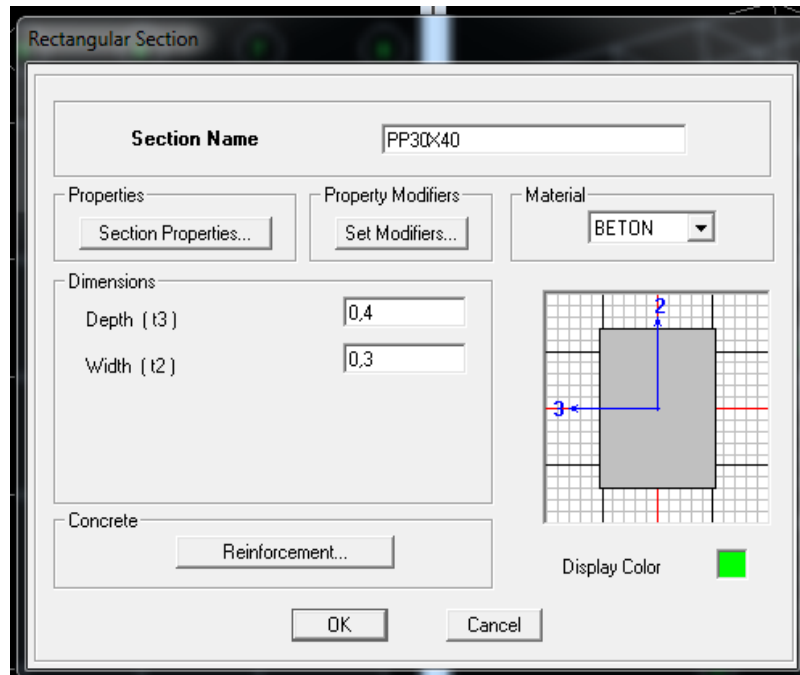 Rectangular Section
Section Name PP30X40
Properties
Section Properties...
Property Modifiers
Set Modifiers...
Material
BETON
Dimensions
Depth ( t3 ) 0,4
Width ( t2 ) 0,3
2
3
Concrete
Reinforcement...
Display Color
OK Cancel